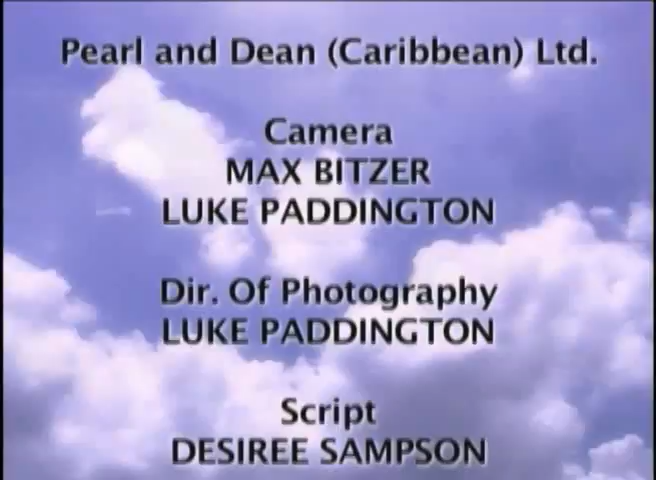 Pearl and Dean (Caribbean) Ltd.
Camera
MAX BITZER
LUKE PADDINGTON
Dir. Of Photography
LUKE PADDINGTON
Script
DESIREE SAMPSON